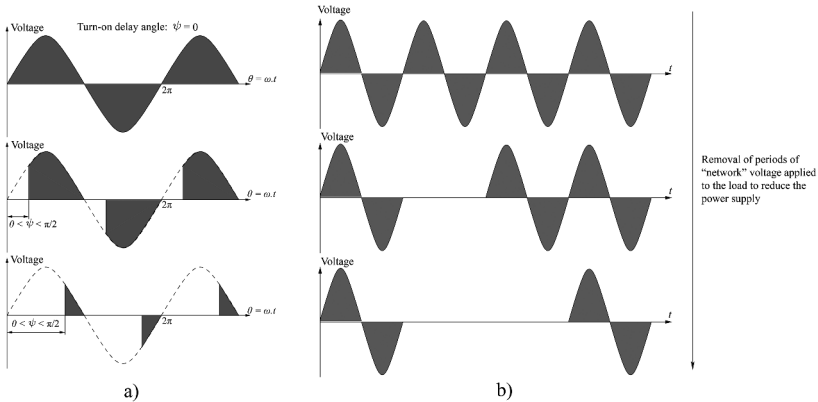 Voltage
Turn-on delay angle: ψ = 0
θ = ω.t
2π
Voltage
θ = ω.t
2π
0 < ψ < π/2
Voltage
θ = ω.t
2π
0 < ψ < π/2
a)
Voltage
t
Voltage
t
Voltage
t
b)
Removal of periods of
“network” voltage applied
to the load to reduce the
power supply